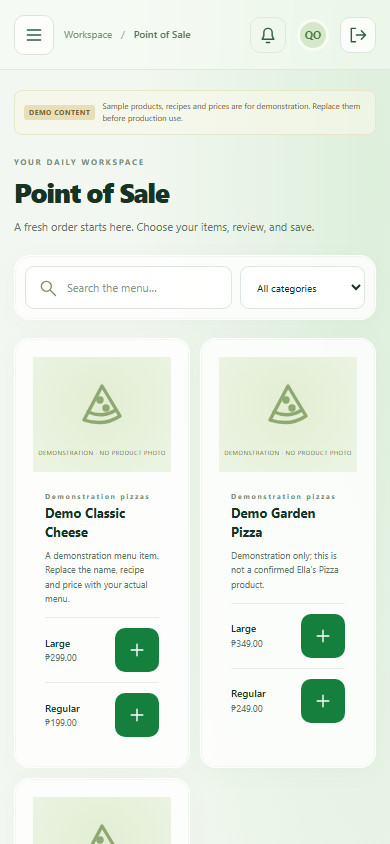 Workspace / Point of Sale
QO
DEMO CONTENT
Sample products, recipes and prices are for demonstration. Replace them
before production use.
YOUR DAILY WORKSPACE
Point of Sale
A fresh order starts here. Choose your items, review, and save.
Search the menu...
All categories
DEMONSTRATION · NO PRODUCT PHOTO
Demonstration pizzas
Demo Classic
Cheese
A demonstration menu item.
Replace the name, recipe
and price with your actual
menu.
Large
₱299.00
Regular
₱199.00
DEMONSTRATION · NO PRODUCT PHOTO
Demonstration pizzas
Demo Garden
Pizza
Demonstration only; this is
not a confirmed Ella's Pizza
product.
Large
₱349.00
Regular
₱249.00